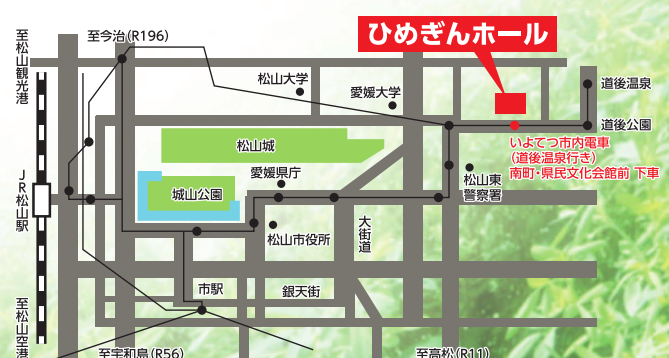 ひめぎんホール
至松山観光港
至今治(R196)
松山大学
愛媛大学
道後温泉
道後公園
いよてつ市内電車
(道後温泉行き)
南町・県民文化会館前 下車
松山城
愛媛県庁
城山公園
松山東
警察署
JR松山駅
松山市役所
大街道
市駅
銀天街
至松山空港
至宇和島(R56)
至高松(R11)